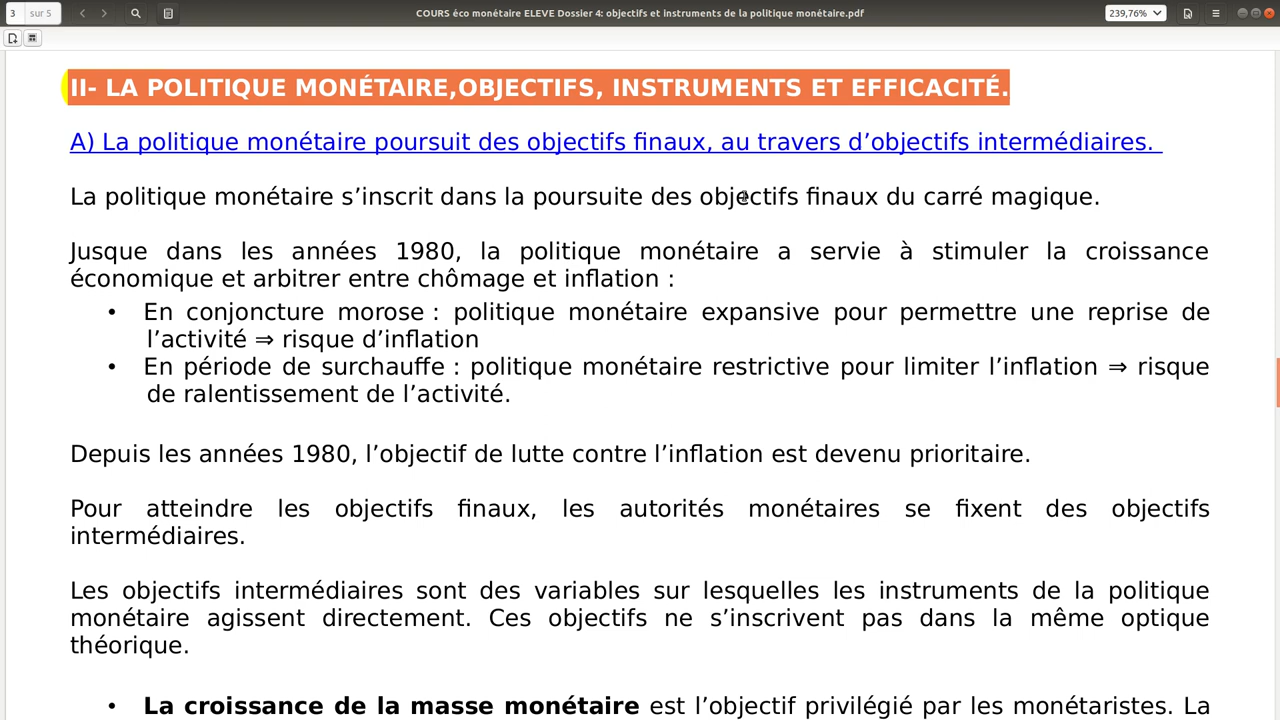 3 sur 5
COURS éco monétaire ELEVE Dossier 4: objectifs et instruments de la politique monétaire.pdf
239,76%
II- LA POLITIQUE MONÉTAIRE,OBJECTIFS, INSTRUMENTS ET EFFICACITÉ.
A) La politique monétaire poursuit des objectifs finaux, au travers d’objectifs intermédiaires.
La politique monétaire s’inscrit dans la poursuite des objectifs finaux du carré magique.
Jusque dans les années 1980, la politique monétaire a servie à stimuler la croissance
économique et arbitrer entre chômage et inflation :
• En conjoncture morose : politique monétaire expansive pour permettre une reprise de
l’activité ⇒ risque d’inflation
• En période de surchauffe : politique monétaire restrictive pour limiter l’inflation ⇒ risque
de ralentissement de l’activité.
Depuis les années 1980, l’objectif de lutte contre l’inflation est devenu prioritaire.
Pour atteindre les objectifs finaux, les autorités monétaires se fixent des objectifs
intermédiaires.
Les objectifs intermédiaires sont des variables sur lesquelles les instruments de la politique
monétaire agissent directement. Ces objectifs ne s’inscrivent pas dans la même optique
théorique.
• La croissance de la masse monétaire est l’objectif privilégié par les monétaristes. La